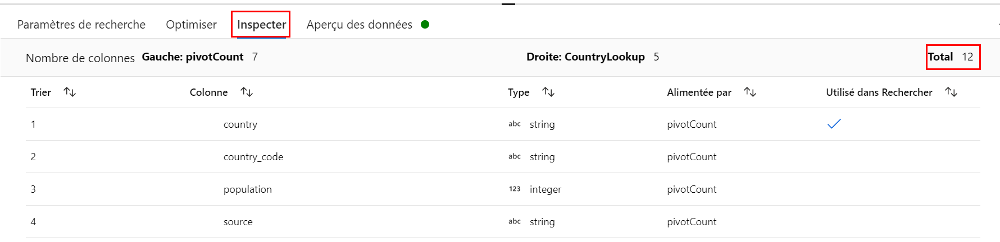 Paramètres de recherche Optimiser Inspecter Aperçu des données
Nombre de colonnes Gauche: pivotCount 7 Droite: CountryLookup 5 Total 12
Trier Colonne Type Alimentée par Utilisé dans Rechercher
1 country abc string pivotCount
2 country_code abc string pivotCount
3 population 123 integer pivotCount
4 source abc string pivotCount